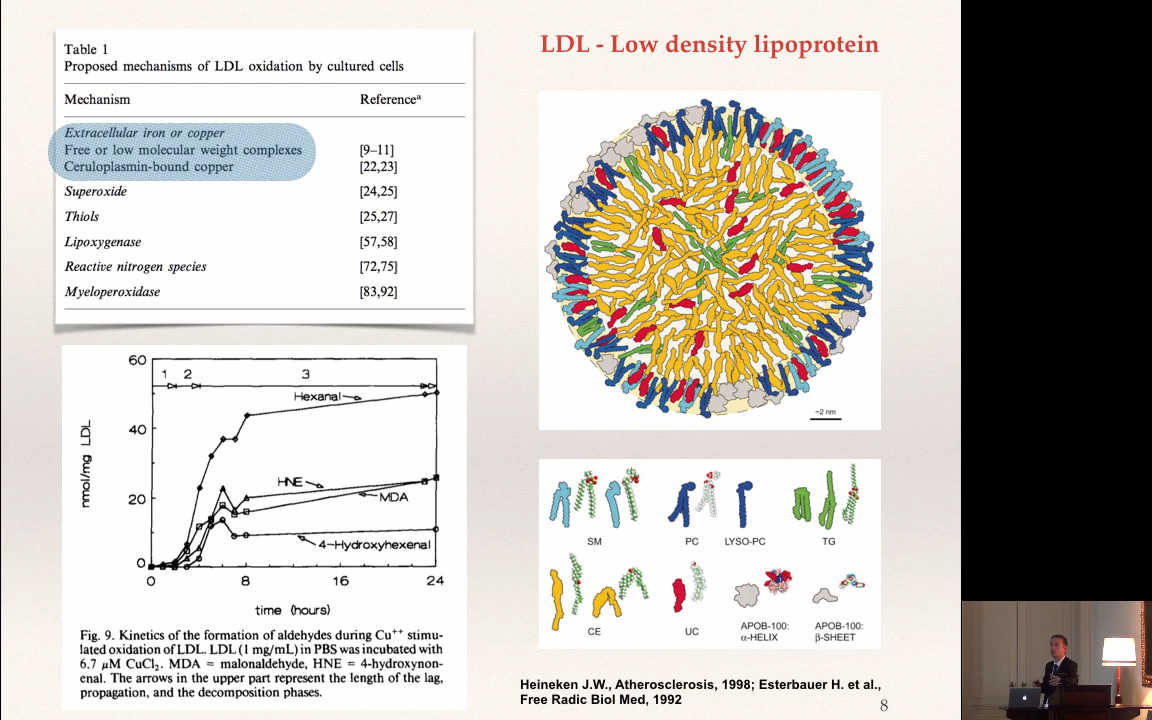 LDL - Low density lipoprotein
Table 1
Proposed mechanisms of LDL oxidation by cultured cells
Mechanism Referenceᵃ
Extracellular iron or copper
Free or low molecular weight complexes [9–11]
Ceruloplasmin-bound copper [22,23]
Superoxide [24,25]
Thiols [25,27]
Lipoxygenase [57,58]
Reactive nitrogen species [72,75]
Myeloperoxidase [83,92]
~2 nm
60
40
20
0
nmol/mg LDL
1 2 3
Hexanal
HNE
MDA
4-Hydroxyhexenal
0 8 16 24
time (hours)
Fig. 9. Kinetics of the formation of aldehydes during Cu⁺⁺ stimu-
lated oxidation of LDL. LDL (1 mg/mL) in PBS was incubated with
6.7 μM CuCl₂. MDA = malonaldehyde, HNE = 4-hydroxynon-
enal. The arrows in the upper part represent the length of the lag,
propagation, and the decomposition phases.
SM PC LYSO-PC TG
CE UC APOB-100: α-HELIX APOB-100: β-SHEET
Heineken J.W., Atherosclerosis, 1998; Esterbauer H. et al.,
Free Radic Biol Med, 1992
8